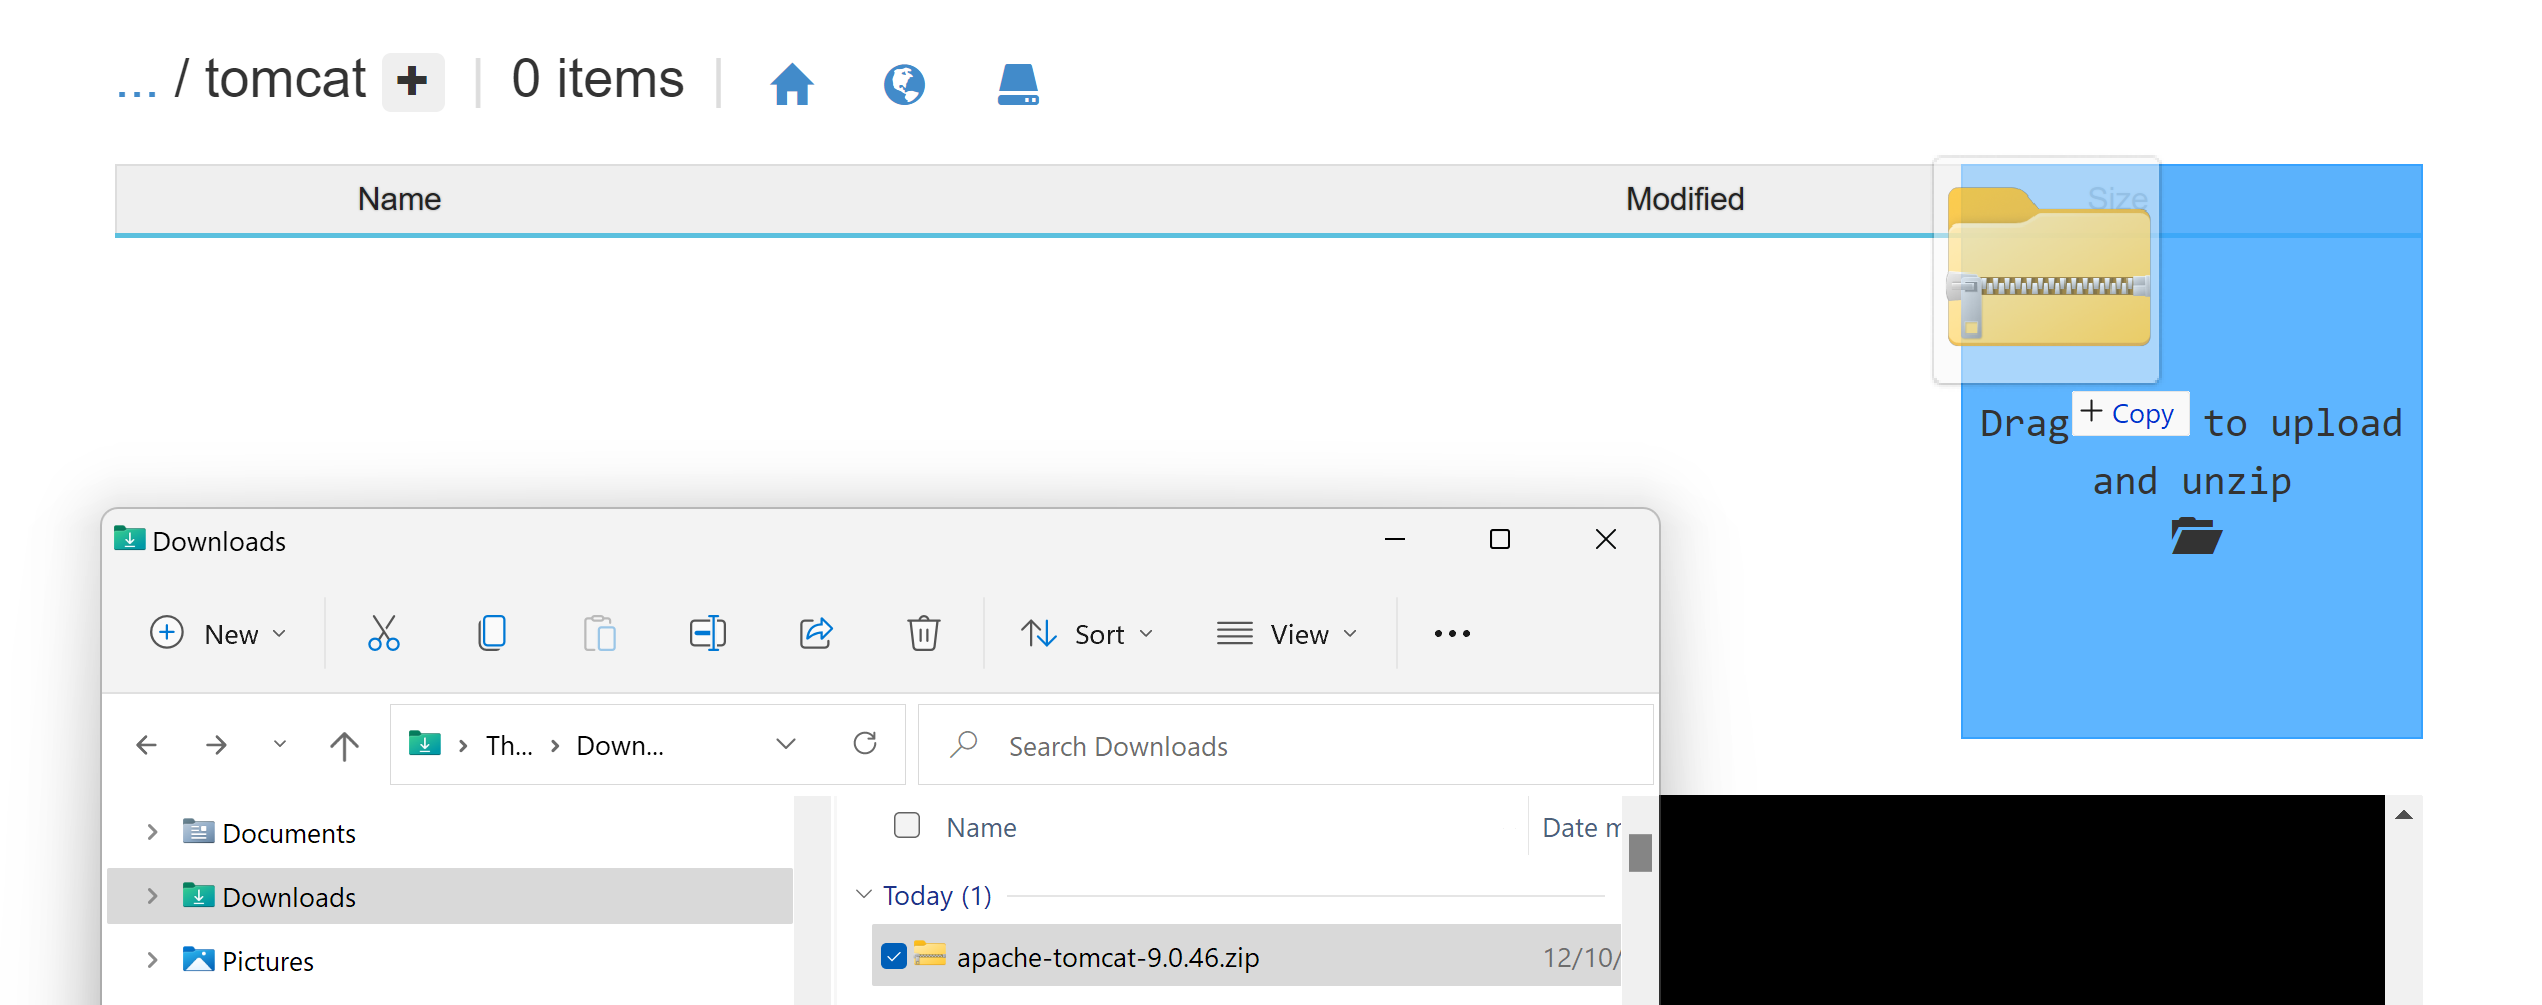 ... / tomcat + | 0 items |
Name Modified Size
Drag + Copy to upload
and unzip
Downloads
New Sort View •••
Th... Down... Search Downloads
Documents
Downloads
Pictures
Name Date
Today (1)
apache-tomcat-9.0.46.zip 12/10/